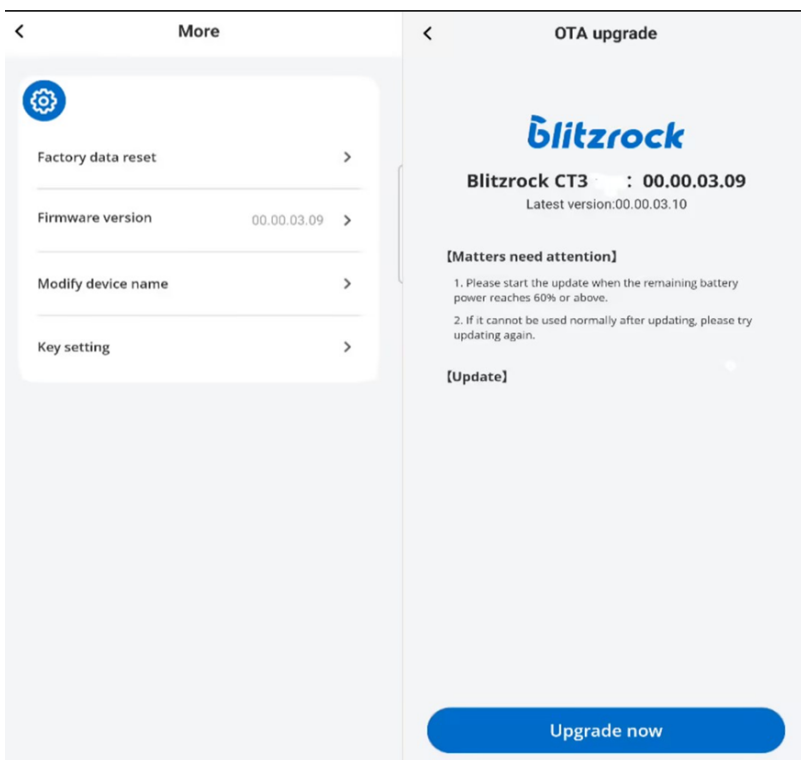 More
Factory data reset
Firmware version 00.00.03.09
Modify device name
Key setting
OTA upgrade
blitzrock
Blitzrock CT3 : 00.00.03.09
Latest version:00.00.03.10
【Matters need attention】
1. Please start the update when the remaining battery
power reaches 60% or above.
2. If it cannot be used normally after updating, please try
updating again.
【Update】
Upgrade now